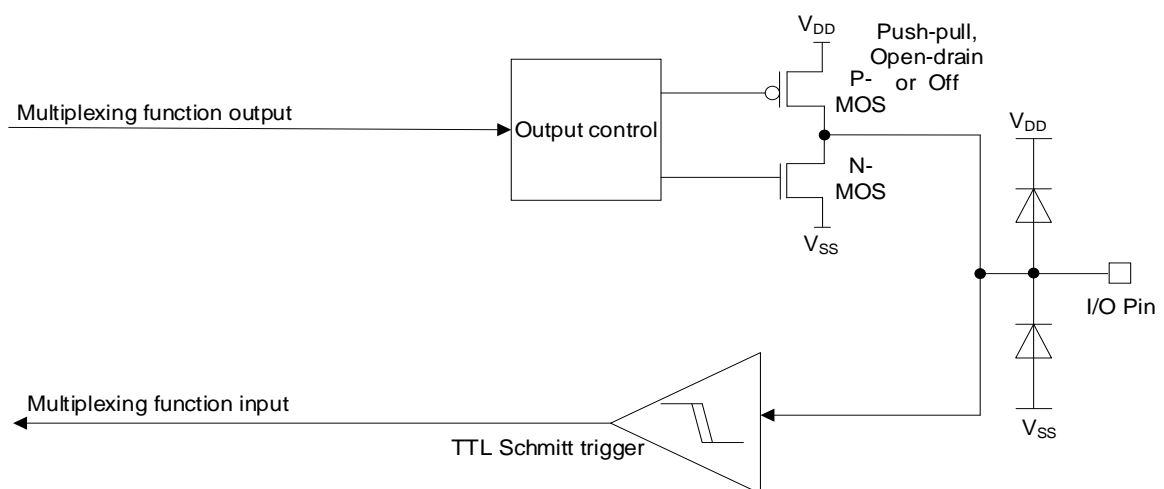 V_DD
Push-pull,
Open-drain
or Off
P-
MOS
Multiplexing function output
Output control
V_DD
N-
MOS
V_SS
I/O Pin
Multiplexing function input
TTL Schmitt trigger
V_SS